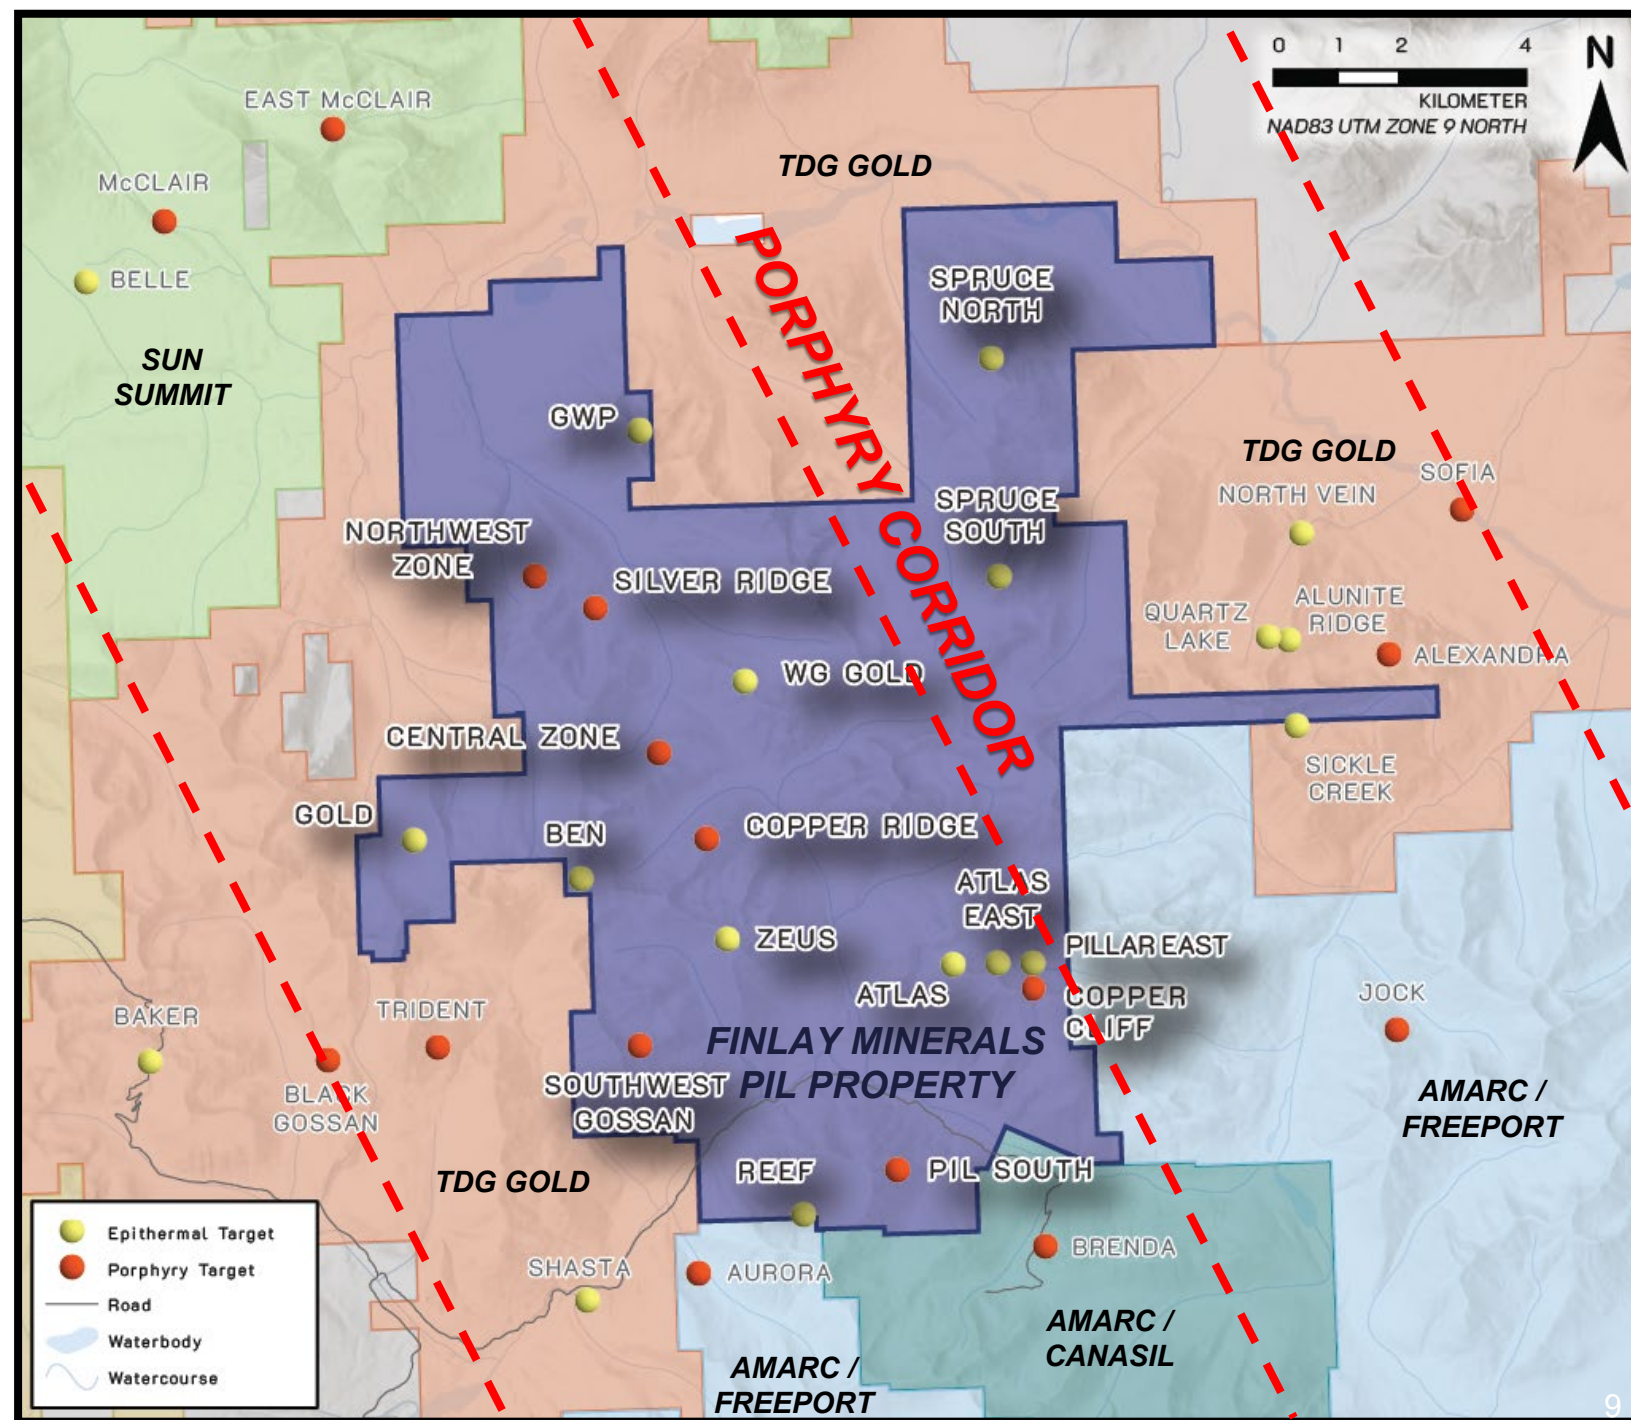 0 1 2 4
N
KILOMETER
NAD83 UTM ZONE 9 NORTH
EAST McCLAIR
McCLAIR
BELLE
SUN
SUMMIT
TDG GOLD
PORPHYRY CORRIDOR
SPRUCE
NORTH
GWP
TDG GOLD
SOFIA
NORTH VEIN
SPRUCE
SOUTH
NORTHWEST
ZONE
SILVER RIDGE
QUARTZ
LAKE
ALUNITE
RIDGE
ALEXANDRA
WG GOLD
CENTRAL ZONE
SICKLE
CREEK
GOLD
BEN
COPPER RIDGE
ATLAS
EAST
ZEUS
PILLAR EAST
ATLAS
COPPER
CLIFF
JOCK
BAKER
TRIDENT
BLACK
GOSSAN
FINLAY MINERALS
PIL PROPERTY
SOUTHWEST
GOSSAN
AMARC /
FREEPORT
TDG GOLD
REEF
PIL SOUTH
BRENDA
SHASTA
AURORA
AMARC /
CANASIL
AMARC /
FREEPORT
Epithermal Target
Porphyry Target
Road
Waterbody
Watercourse
9